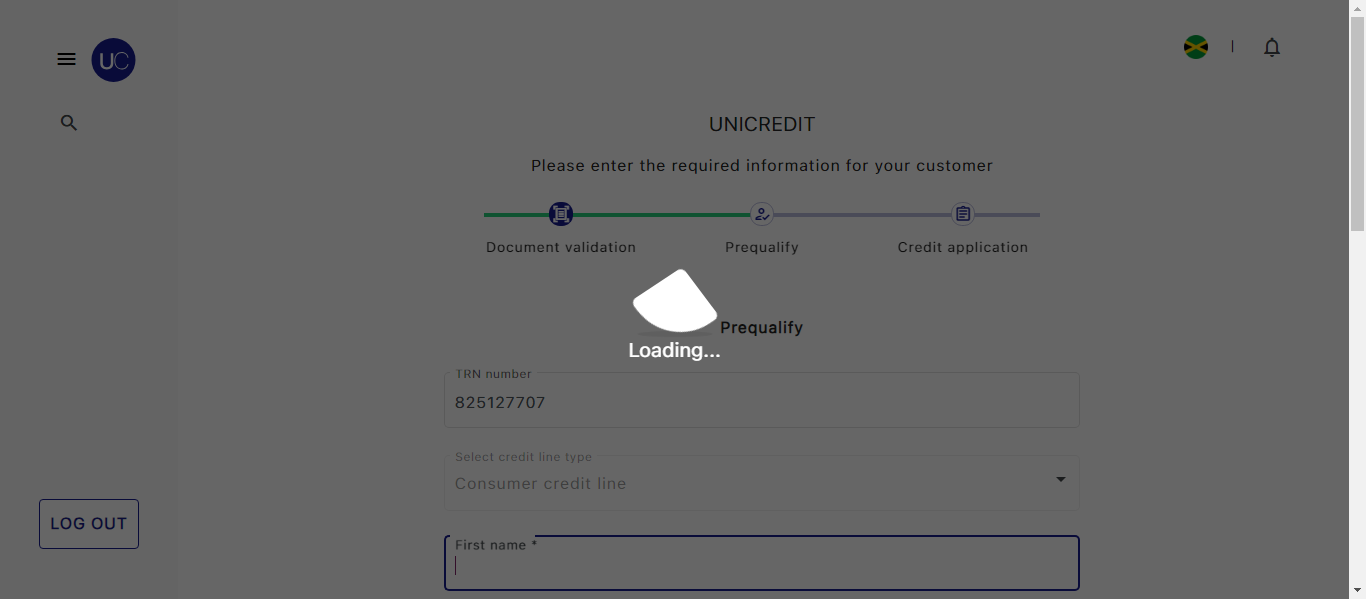 UC
UNICREDIT
Please enter the required information for your customer
Document validation
Prequalify
Credit application
Prequalify
Loading...
TRN number
825127707
Select credit line type
Consumer credit line
LOG OUT
First name *